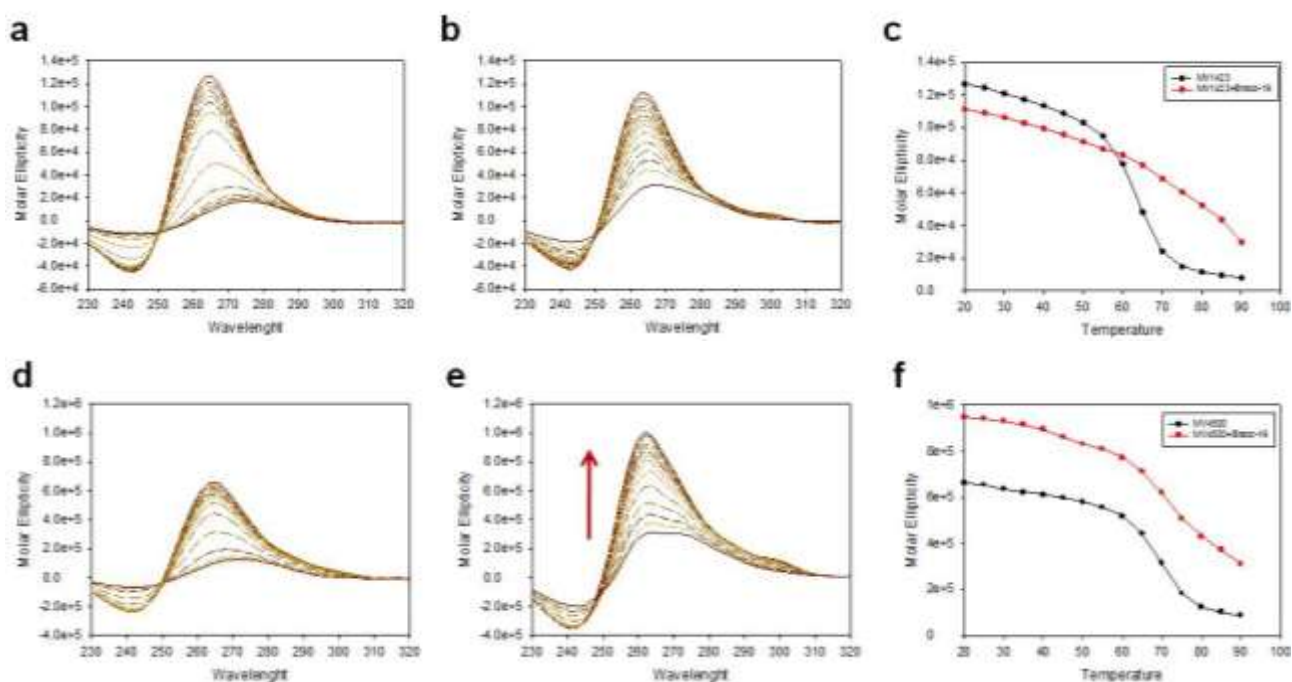 a
Molar Ellipticity
1.4e+5
1.2e+5
1.0e+5
8.0e+4
6.0e+4
4.0e+4
2.0e+4
0.0
-2.0e+4
-4.0e+4
-6.0e+4
230 240 250 260 270 280 290 300 310 320
Wavelenght
b
Molar Ellipticity
1.4e+5
1.2e+5
1.0e+5
8.0e+4
6.0e+4
4.0e+4
2.0e+4
0.0
-2.0e+4
-4.0e+4
-6.0e+4
230 240 250 260 270 280 290 300 310 320
Wavelenght
c
Molar Ellipticity
1.4e+5
1.2e+5
1.0e+5
8.0e+4
6.0e+4
4.0e+4
2.0e+4
0.0
20 30 40 50 60 70 80 90 100
Temperature
d
Molar Ellipticity
1.2e+6
1.0e+6
8.0e+5
6.0e+5
4.0e+5
2.0e+5
0.0
-2.0e+5
-4.0e+5
230 240 250 260 270 280 290 300 310 320
Wavelenght
e
Molar Ellipticity
1.2e+6
1.0e+6
8.0e+5
6.0e+5
4.0e+5
2.0e+5
0.0
-2.0e+5
-4.0e+5
230 240 250 260 270 280 290 300 310 320
Wavelenght
f
Molar Ellipticity
1e+6
8e+5
6e+5
4e+5
2e+5
0
20 30 40 50 60 70 80 90 100
Temperature